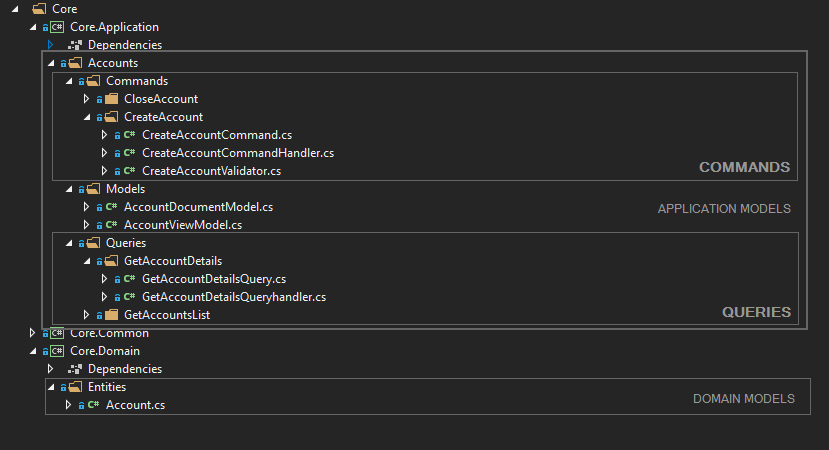 Core
C# Core.Application
Dependencies
Accounts
Commands
CloseAccount
CreateAccount
C# CreateAccountCommand.cs
C# CreateAccountCommandHandler.cs
C# CreateAccountValidator.cs
COMMANDS
Models
C# AccountDocumentModel.cs
APPLICATION MODELS
C# AccountViewModel.cs
Queries
GetAccountDetails
C# GetAccountDetailsQuery.cs
C# GetAccountDetailsQueryhandler.cs
GetAccountsList
QUERIES
C# Core.Common
C# Core.Domain
Dependencies
Entities
DOMAIN MODELS
C# Account.cs